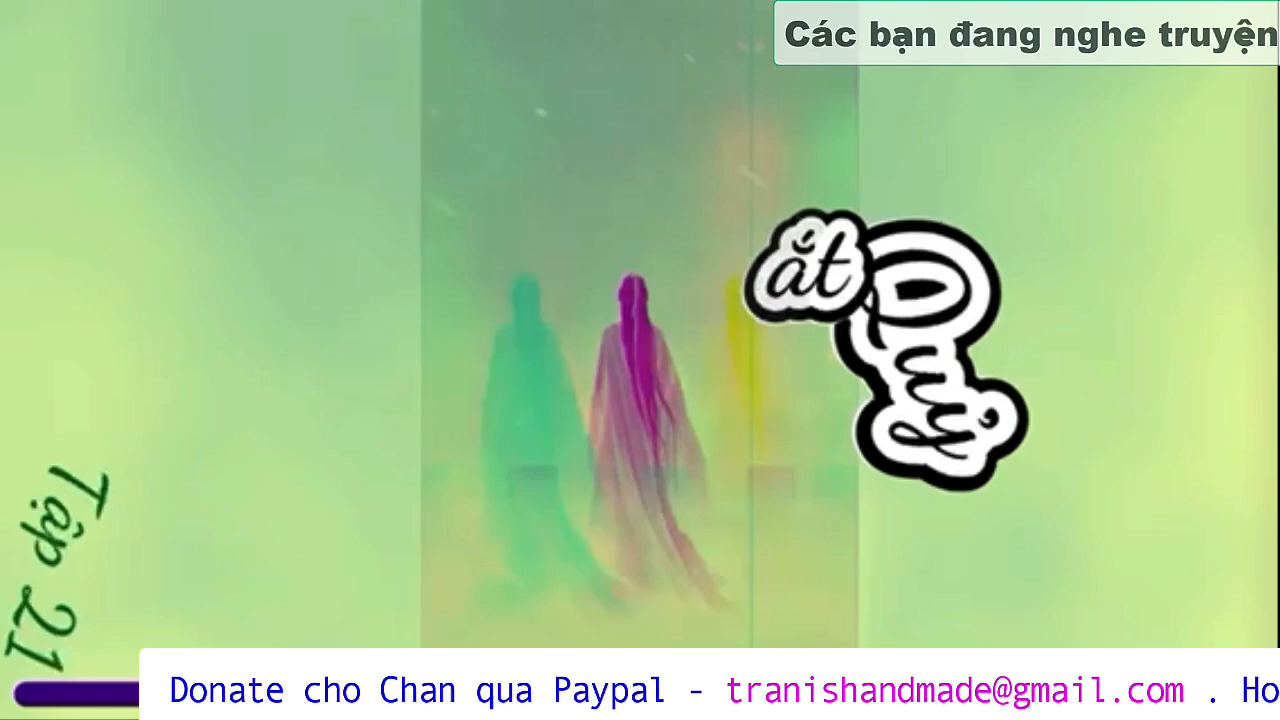 Các bạn đang nghe truyện
ắt
Quỷ
Tập 21
Donate cho Chan qua Paypal - tranishandmade@gmail.com . Ho